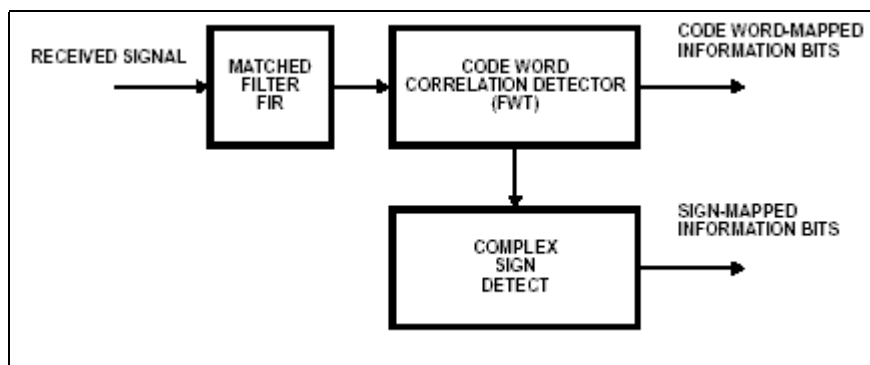 RECEIVED SIGNAL
MATCHED
FILTER
FIR
CODE WORD
CORRELATION DETECTOR
(FWT)
CODE WORD-MAPPED
INFORMATION BITS
COMPLEX
SIGN
DETECT
SIGN-MAPPED
INFORMATION BITS